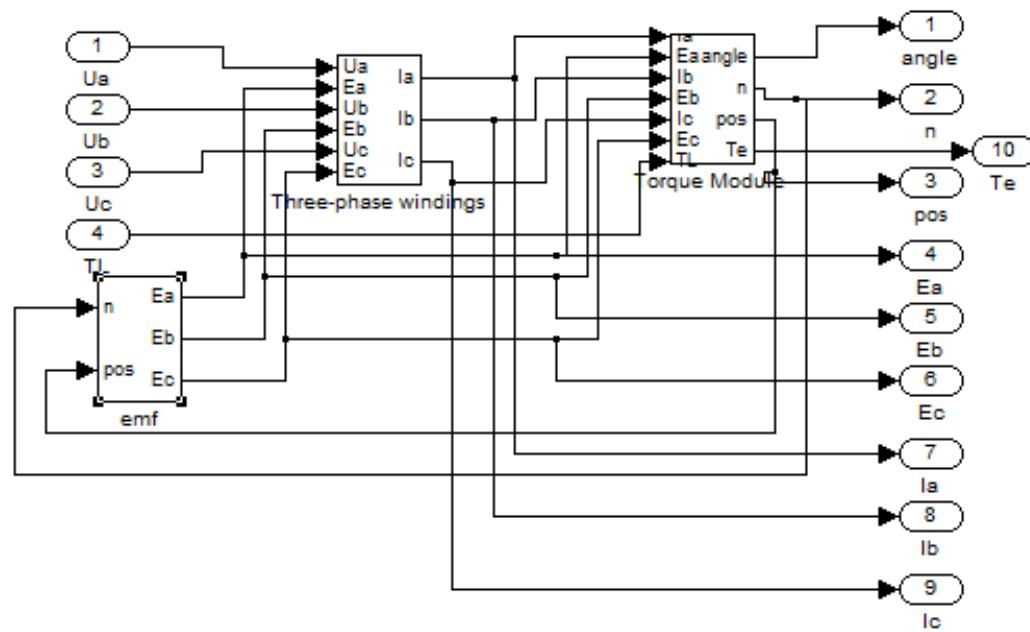 1
Ua
2
Ub
3
Uc
4
TL
n
pos
Ea
Eb
Ec
emf
Ua
Ea
Ub
Eb
Uc
Ec
Ia
Ib
Ic
Three-phase windings
Ia
Ea
Ib
Eb
Ic
Ec
TL
angle
n
pos
Te
Torque Module
1
angle
2
n
10
Te
3
pos
4
Ea
5
Eb
6
Ec
7
Ia
8
Ib
9
Ic